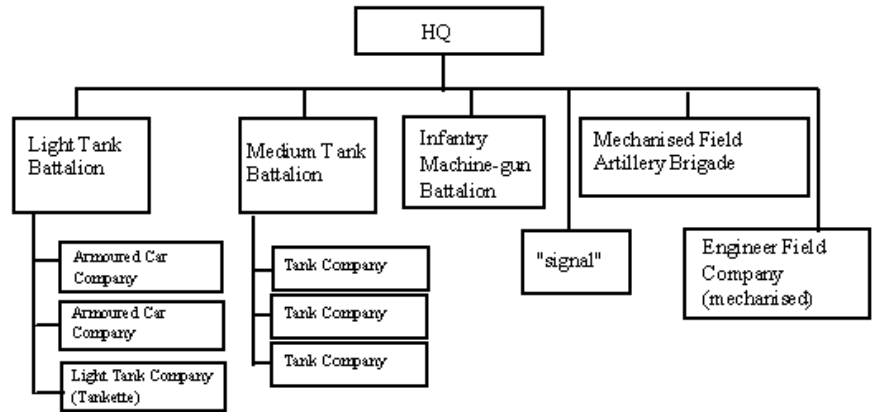 HQ
Light Tank
Battalion
Medium Tank
Battalion
Infantry
Machine-gun
Battalion
Mechanised Field
Artillery Brigade
"signal"
Engineer Field
Company
(mechanised)
Armoured Car
Company
Armoured Car
Company
Light Tank Company
(Tankette)
Tank Company
Tank Company
Tank Company